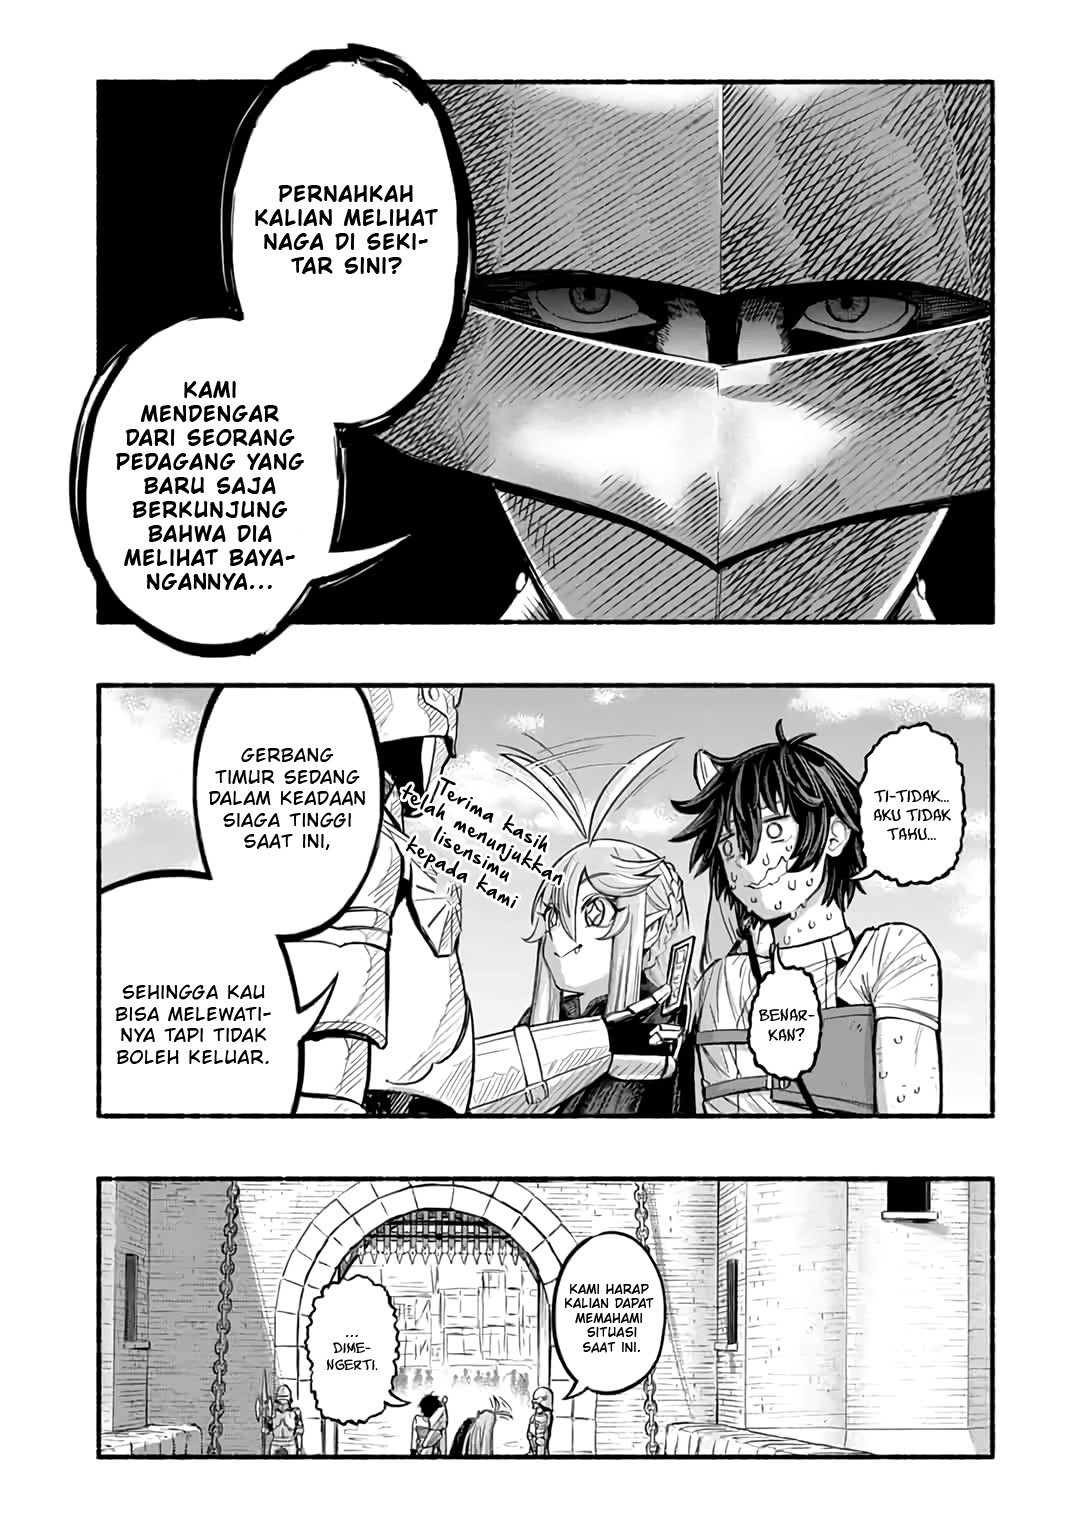 PERNAHKAH
KALIAN MELIHAT
NAGA DI SEKI-
TAR SINI?
KAMI
MENDENGAR
DARI SEORANG
PEDAGANG YANG
BARU SAJA
BERKUNJUNG
BAHWA DIA
MELIHAT BAYA-
NGANNYA...
TI-TIDAK...
AKU TIDAK
TAHU...
BENAR-
KAN?
Terima kasih
telah menunjukkan
lisensimu
kepada kami
GERBANG
TIMUR SEDANG
DALAM KEADAAN
SIAGA TINGGI
SAAT INI,
SEHINGGA KAU
BISA MELEWATI-
NYA TAPI TIDAK
BOLEH KELUAR.
KAMI HARAP
KALIAN DAPAT
MEMAHAMI
SITUASI
SAAT INI.
...
DIME-
NGERTI.